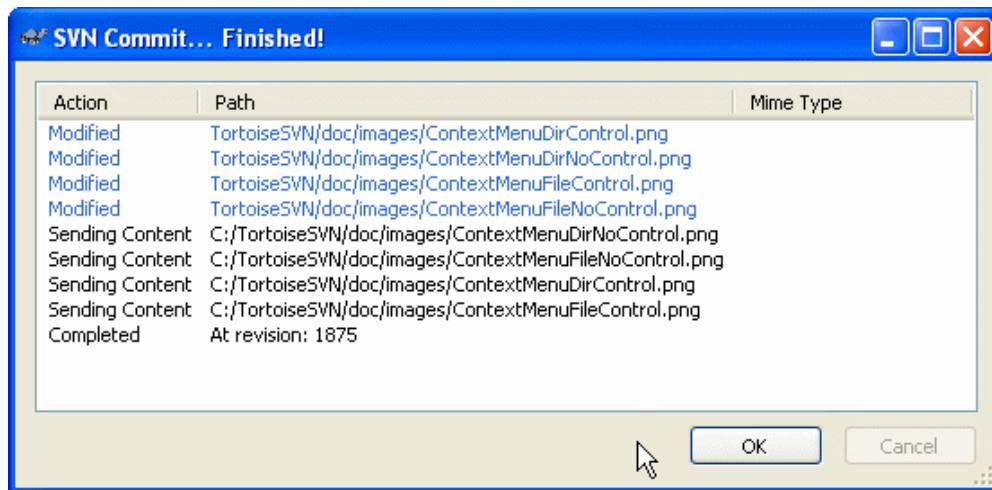 SVN Commit... Finished!
Action Path Mime Type
Modified TortoiseSVN/doc/images/ContextMenuDirControl.png
Modified TortoiseSVN/doc/images/ContextMenuDirNoControl.png
Modified TortoiseSVN/doc/images/ContextMenuFileControl.png
Modified TortoiseSVN/doc/images/ContextMenuFileNoControl.png
Sending Content C:/TortoiseSVN/doc/images/ContextMenuDirNoControl.png
Sending Content C:/TortoiseSVN/doc/images/ContextMenuFileNoControl.png
Sending Content C:/TortoiseSVN/doc/images/ContextMenuDirControl.png
Sending Content C:/TortoiseSVN/doc/images/ContextMenuFileControl.png
Completed At revision: 1875
OK Cancel